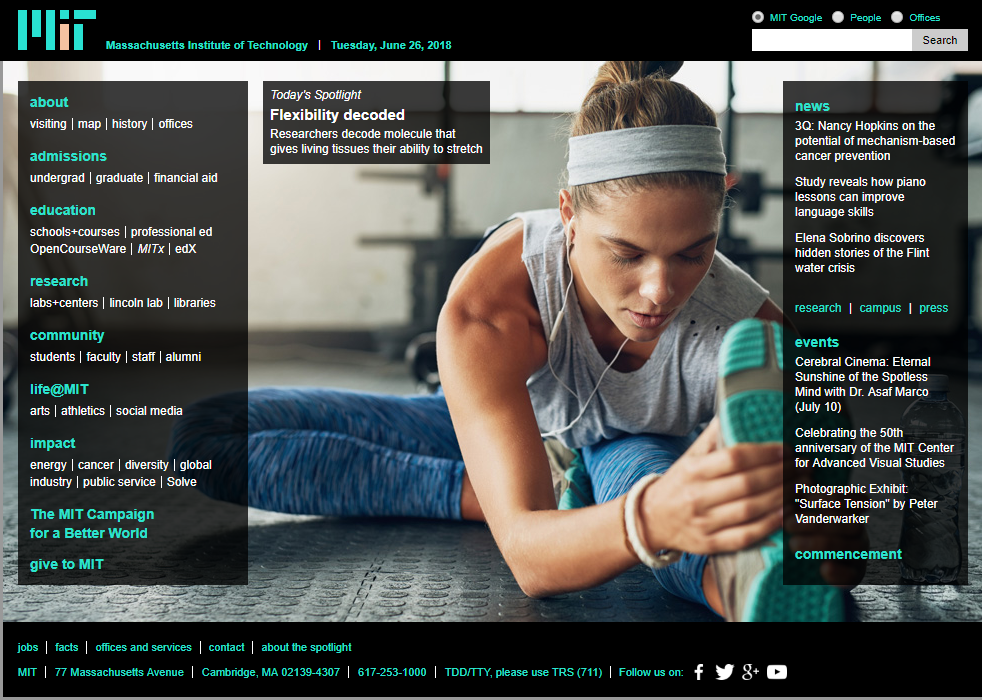 MIT
Massachusetts Institute of Technology | Tuesday, June 26, 2018
MIT Google People Offices
Search
about
visiting | map | history | offices
admissions
undergrad | graduate | financial aid
education
schools+courses | professional ed
OpenCourseWare | MITx | edX
research
labs+centers | lincoln lab | libraries
community
students | faculty | staff | alumni
life@MIT
arts | athletics | social media
impact
energy | cancer | diversity | global
industry | public service | Solve
The MIT Campaign
for a Better World
give to MIT
Today's Spotlight
Flexibility decoded
Researchers decode molecule that
gives living tissues their ability to stretch
news
3Q: Nancy Hopkins on the
potential of mechanism-based
cancer prevention
Study reveals how piano
lessons can improve
language skills
Elena Sobrino discovers
hidden stories of the Flint
water crisis
research | campus | press
events
Cerebral Cinema: Eternal
Sunshine of the Spotless
Mind with Dr. Asaf Marco
(July 10)
Celebrating the 50th
anniversary of the MIT Center
for Advanced Visual Studies
Photographic Exhibit:
"Surface Tension" by Peter
Vanderwarker
commencement
jobs | facts | offices and services | contact | about the spotlight
MIT | 77 Massachusetts Avenue | Cambridge, MA 02139-4307 | 617-253-1000 | TDD/TTY, please use TRS (711) | Follow us on: